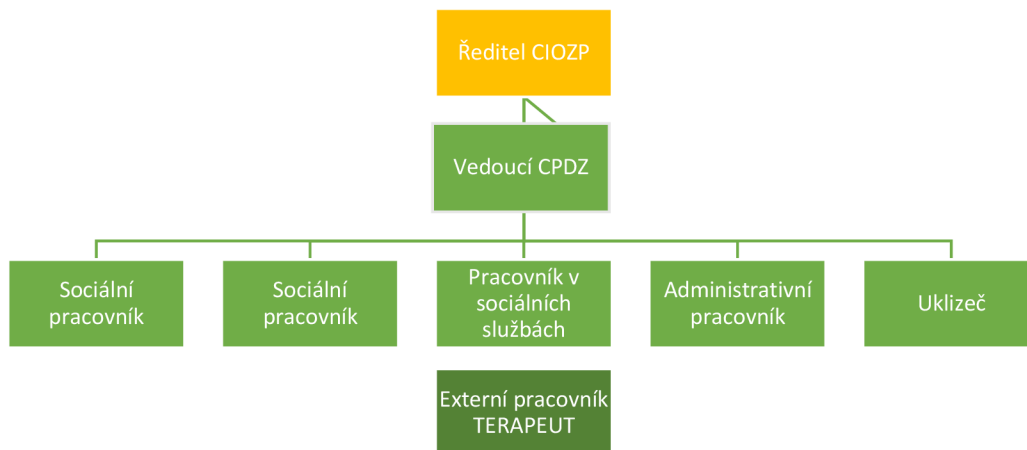 Ředitel CIOZP
Vedoucí CPDZ
Sociální
pracovník
Sociální
pracovník
Pracovník v
sociálních
službách
Administrativní
pracovník
Uklizeč
Externí pracovník
TERAPEUT